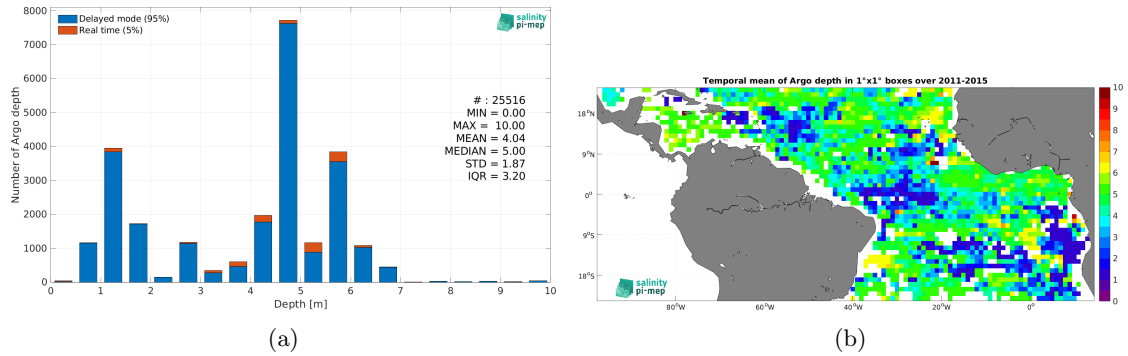 8000
7000
6000
5000
4000
3000
2000
1000
0
Number of Argo depth
Delayed mode (95%)
Real time (5%)
salinity
pi-mep
# : 25516
MIN = 0.00
MAX = 10.00
MEAN = 4.04
MEDIAN = 5.00
STD = 1.87
IQR = 3.20
0 1 2 3 4 5 6 7 8 9 10
Depth [m]
(a)
Temporal mean of Argo depth in 1°x1° boxes over 2011-2015
18°N
9°N
0°
9°S
18°S
80°W 60°W 40°W 20°W 0°
salinity
pi-mep
10
9
8
7
6
5
4
3
2
1
0
(b)